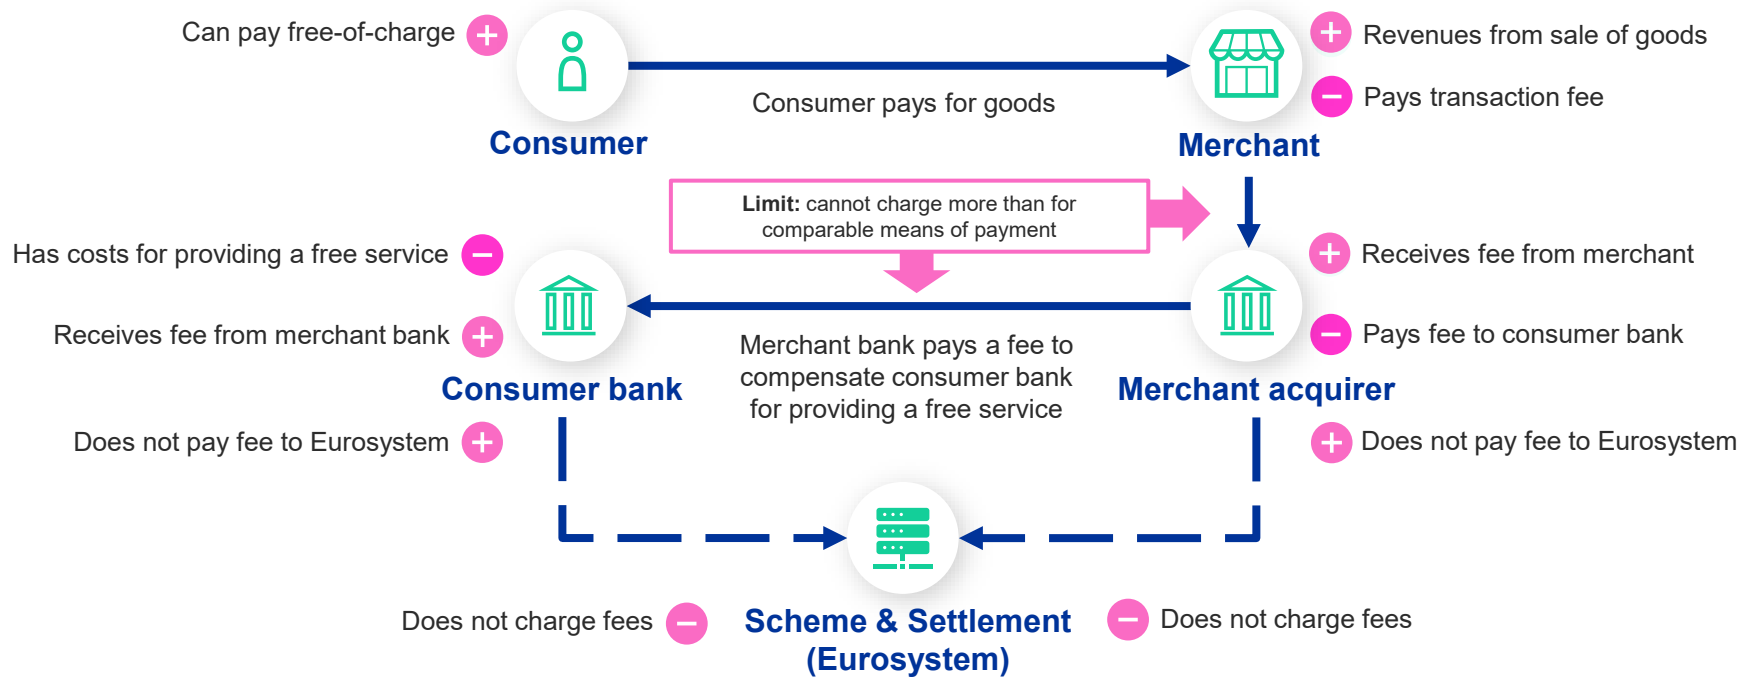 Can pay free-of-charge
Revenues from sale of goods
Consumer pays for goods
Pays transaction fee
Consumer
Merchant
Limit: cannot charge more than for
comparable means of payment
Has costs for providing a free service
Receives fee from merchant
Receives fee from merchant bank
Pays fee to consumer bank
Merchant bank pays a fee to
compensate consumer bank
for providing a free service
Consumer bank
Merchant acquirer
Does not pay fee to Eurosystem
Does not pay fee to Eurosystem
Does not charge fees
Scheme & Settlement
(Eurosystem)
Does not charge fees